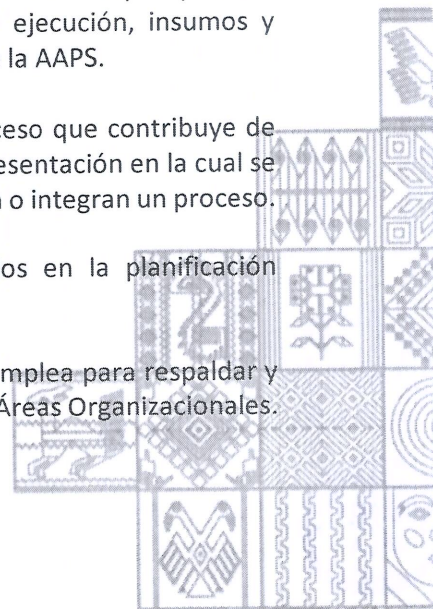 ejecución, insumos y
la AAPS.
ceso que contribuye de
esentación en la cual se
o integran un proceso.
os en la planificación
mplea para respaldar y
Áreas Organizacionales.